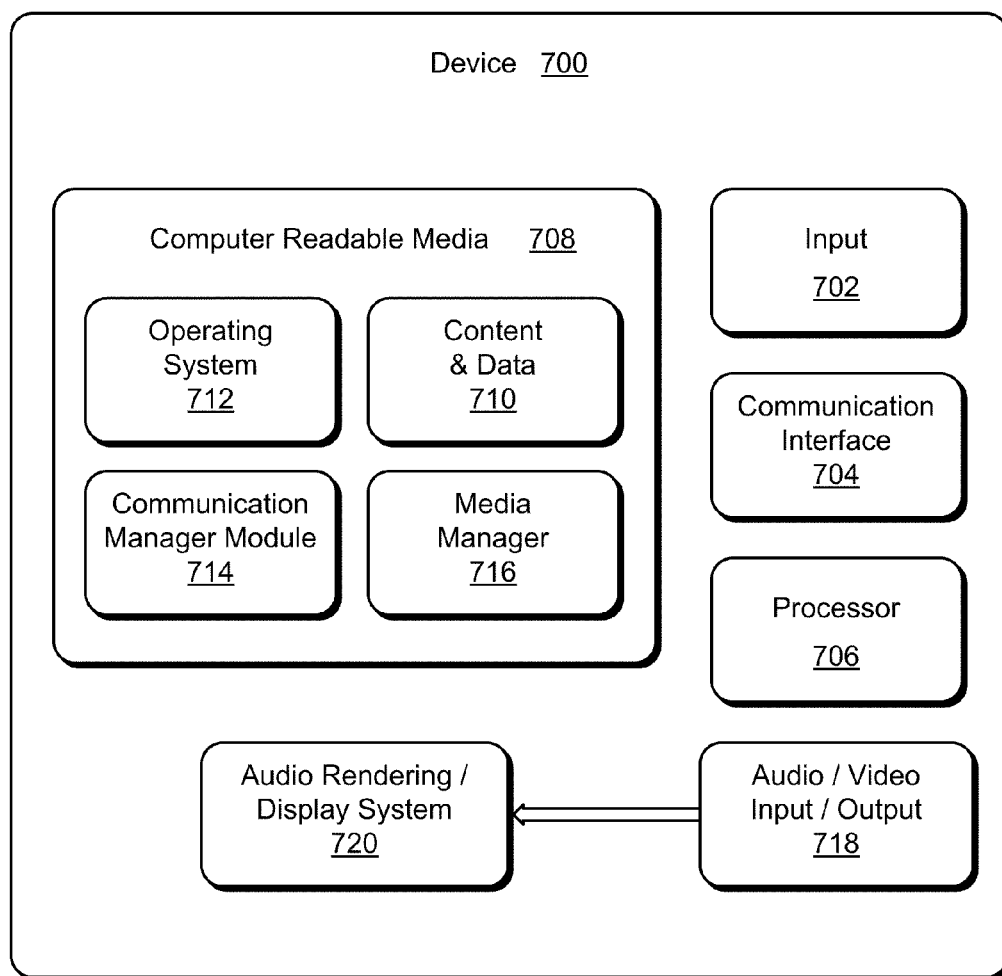 Device 700
Computer Readable Media 708
Operating
System
712
Content
& Data
710
Communication
Manager Module
714
Media
Manager
716
Input
702
Communication
Interface
704
Processor
706
Audio Rendering /
Display System
720
Audio / Video
Input / Output
718